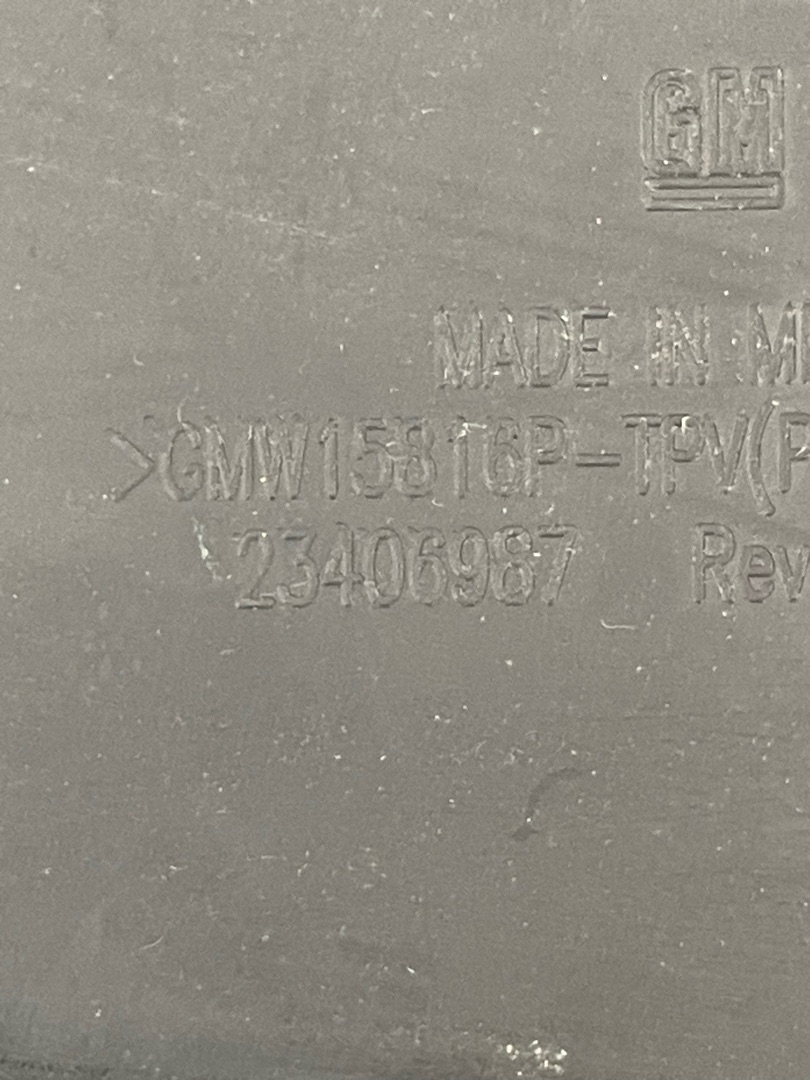 GM
MADE IN M
>GMW15816P-TPV(P
23406987 Rev